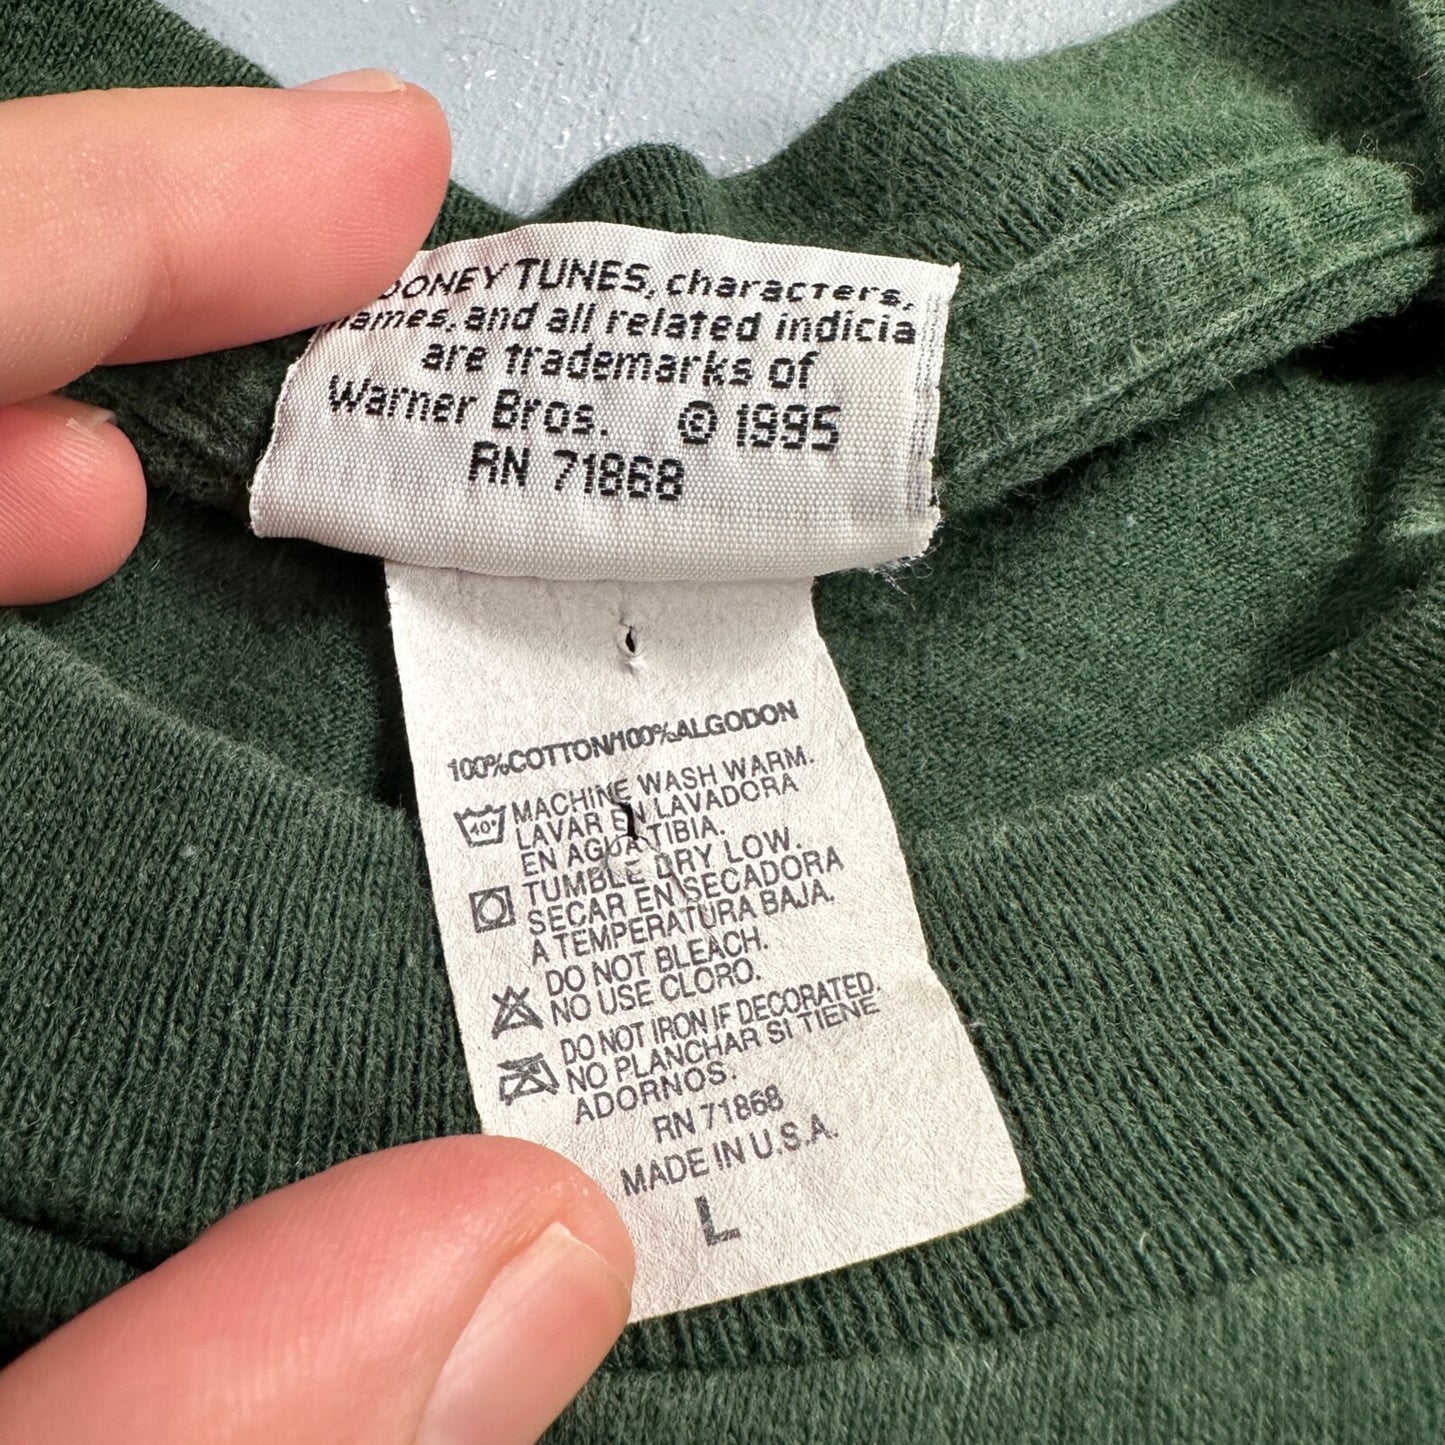 LOONEY TUNES, characters,
names, and all related indicia
are trademarks of
Warner Bros. © 1995
RN 71868
100%COTTON/100%ALGODON
40°
MACHINE WASH WARM.
LAVAR EN LAVADORA
EN AGUA TIBIA.
TUMBLE DRY LOW.
SECAR EN SECADORA
A TEMPERATURA BAJA.
DO NOT BLEACH.
NO USE CLORO.
DO NOT IRON IF DECORATED.
NO PLANCHAR SI TIENE
ADORNOS.
RN 71868
MADE IN U.S.A.
L